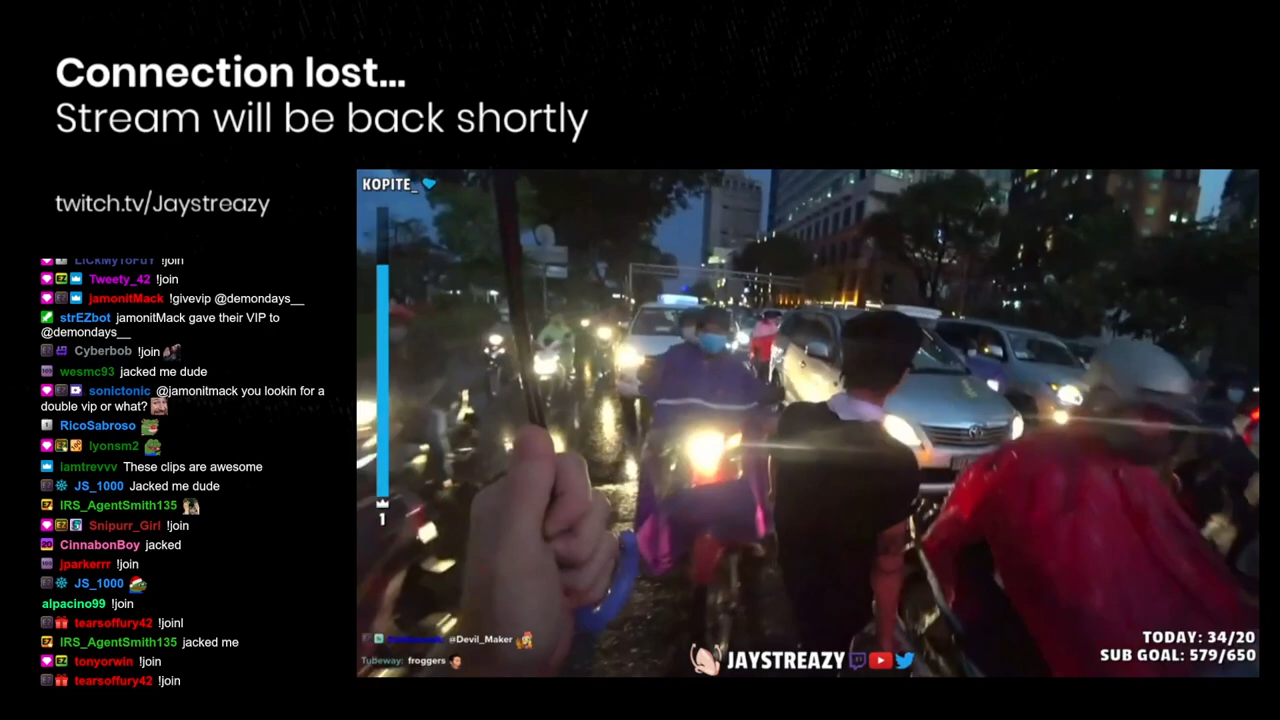 Connection lost...
Stream will be back shortly
twitch.tv/Jaystreazy
LiCkMyToFuY !join
Tweety_42 !join
jamonitMack !givevip @demondays__
strEZbot jamonitMack gave their VIP to
@demondays__
Cyberbob !join
wesmc93 jacked me dude
sonictonic @jamonitmack you lookin for a
double vip or what?
RicoSabroso
lyonsm2
Iamtrevvv These clips are awesome
JS_1000 Jacked me dude
IRS_AgentSmith135
Snipurr_Girl !join
CinnabonBoy jacked
jparkerrr !join
JS_1000
alpacino99 !join
tearsoffury42 !joinl
IRS_AgentSmith135 jacked me
tonyorwin !join
tearsoffury42 !join
KOPITE_
1
@Devil_Maker
Tubeway: froggers
JAYSTREAZY
TODAY: 34/20
SUB GOAL: 579/650